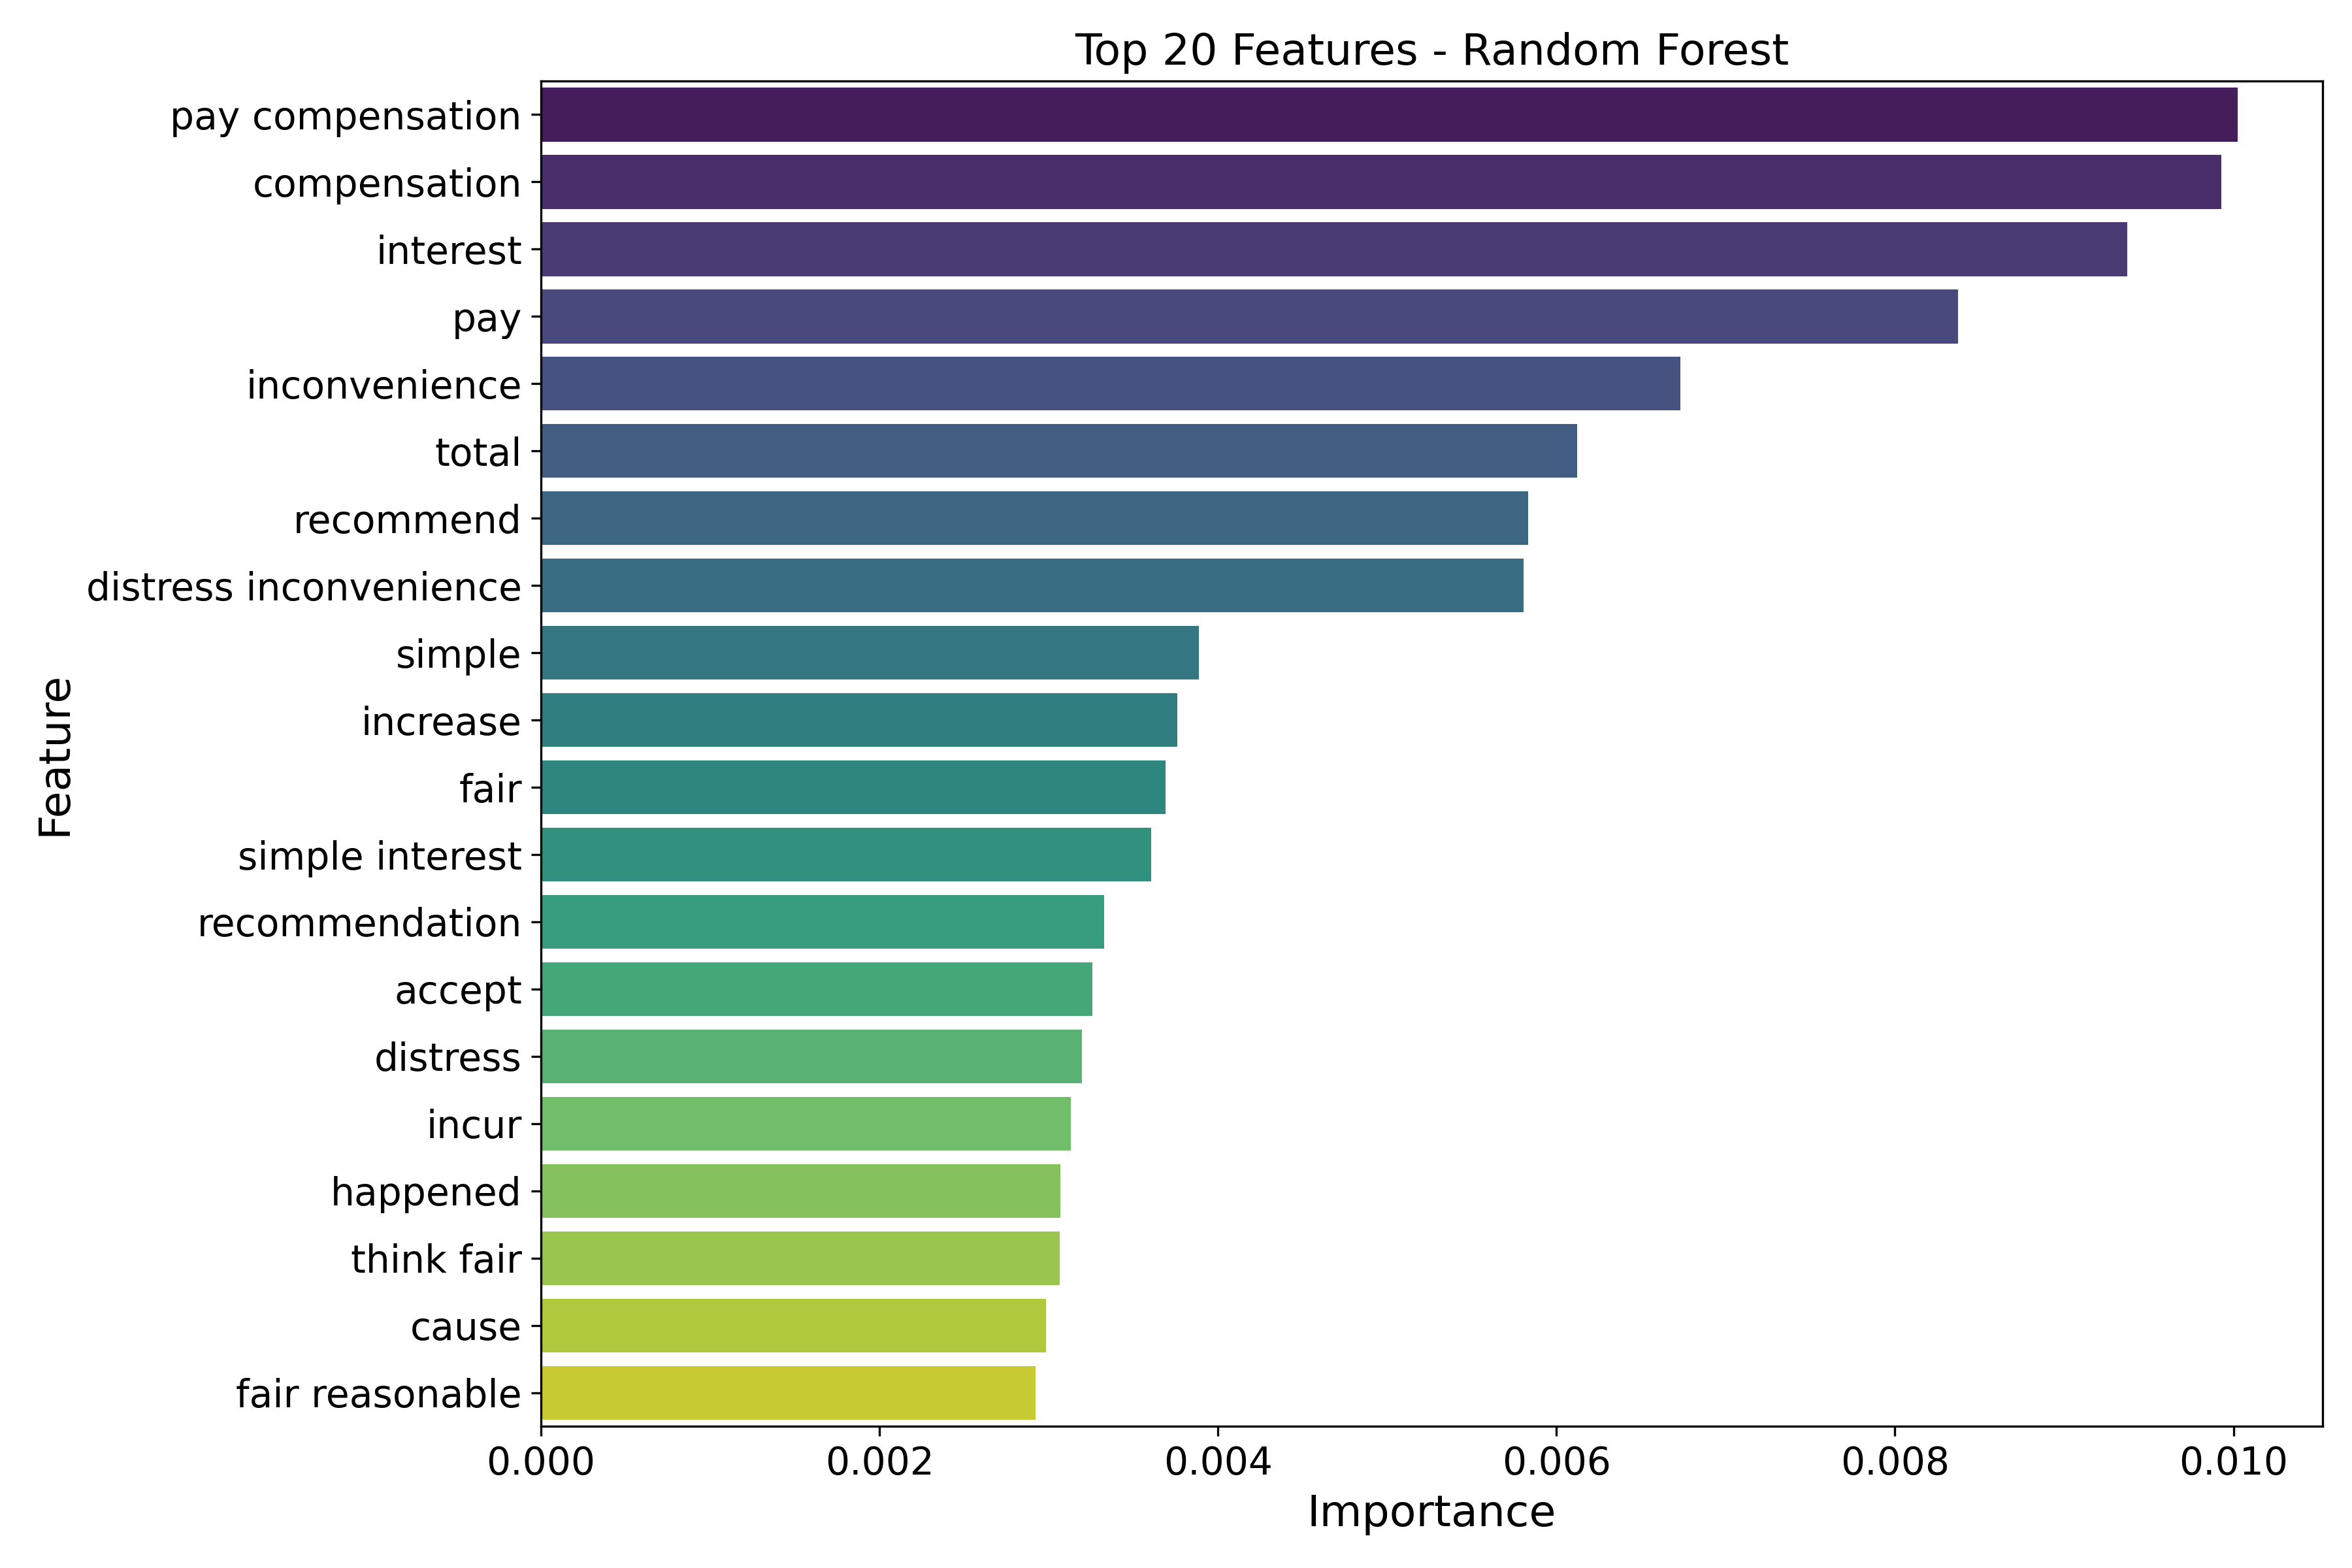 Top 20 Features - Random Forest
pay compensation
compensation
interest
pay
inconvenience
total
recommend
distress inconvenience
simple
increase
fair
simple interest
recommendation
accept
distress
incur
happened
think fair
cause
fair reasonable
Feature
0.000 0.002 0.004 0.006 0.008 0.010
Importance